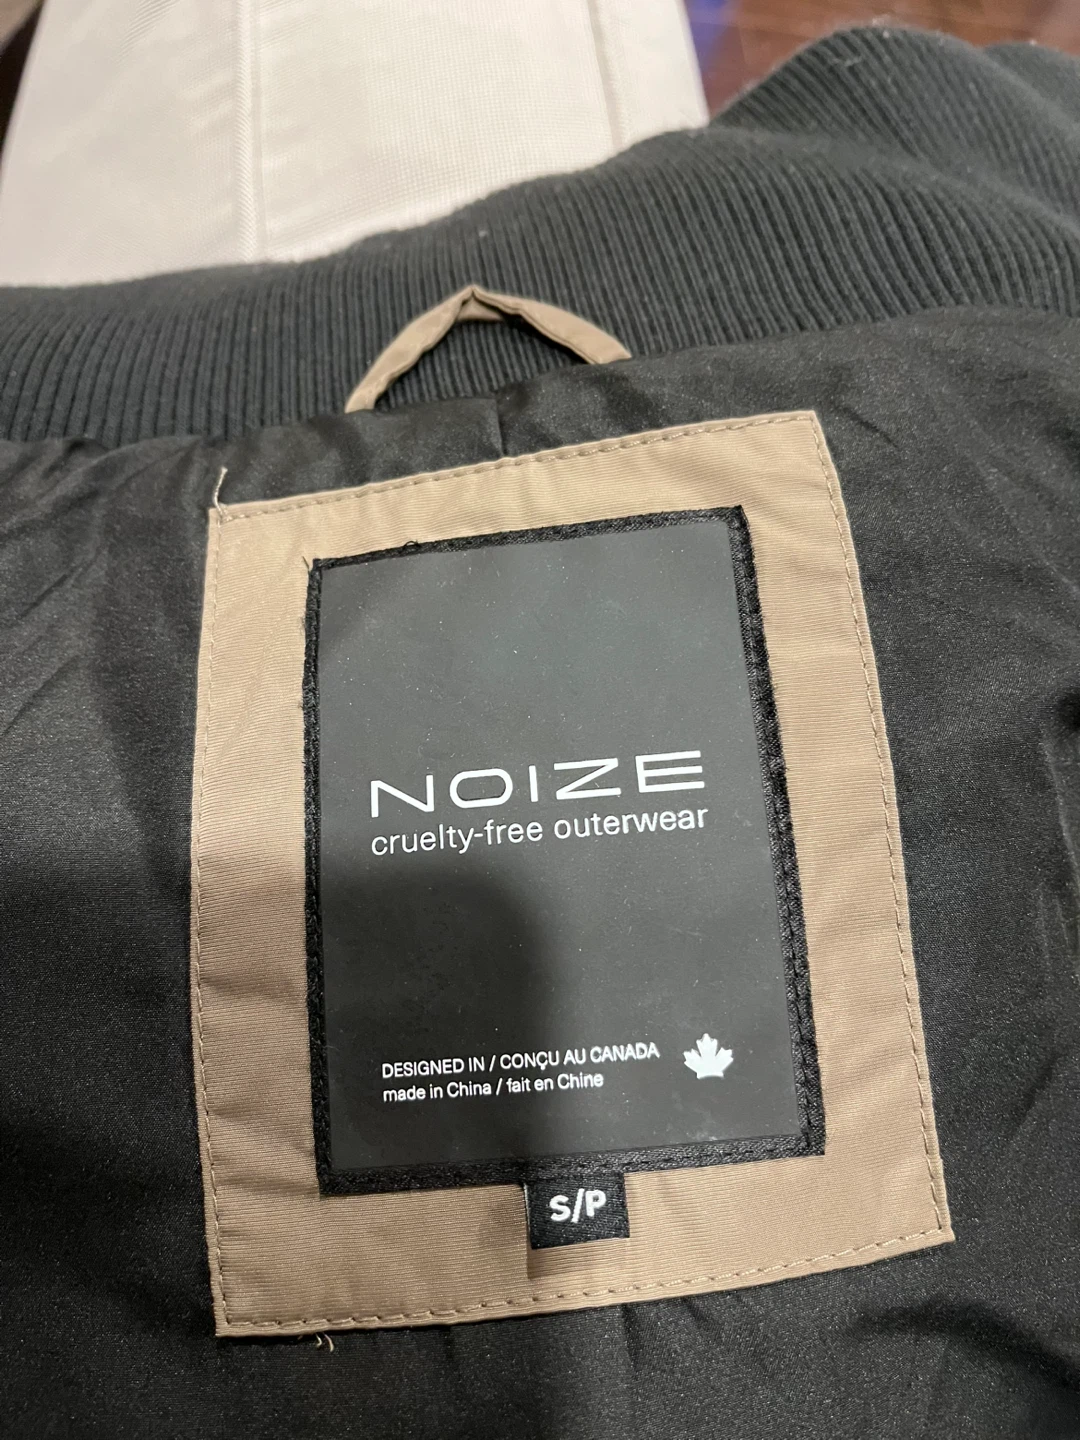 NOIZE
cruelty-free outerwear
DESIGNED IN / CONÇU AU CANADA
made in China / fait en Chine
S/P